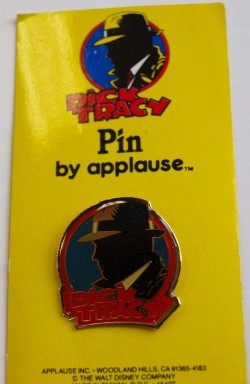 DICK
TRACY
Pin
by applause™
DICK
TRACY
APPLAUSE INC. • WOODLAND HILLS, CA 91365-4183
© THE WALT DISNEY COMPANY